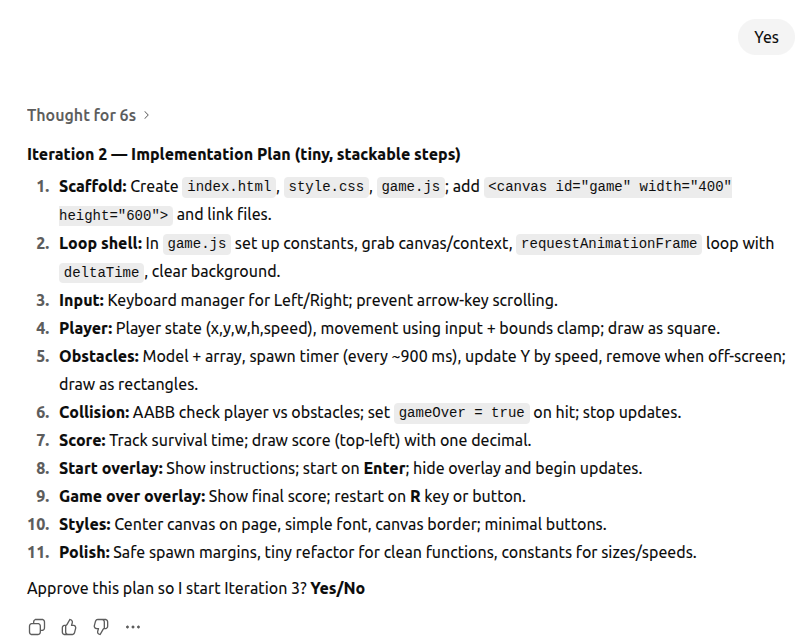 Yes
Thought for 6s
Iteration 2 — Implementation Plan (tiny, stackable steps)
1. Scaffold: Create index.html, style.css, game.js; add <canvas id="game" width="400"
height="600"> and link files.
2. Loop shell: In game.js set up constants, grab canvas/context, requestAnimationFrame loop with
deltaTime, clear background.
3. Input: Keyboard manager for Left/Right; prevent arrow-key scrolling.
4. Player: Player state (x,y,w,h,speed), movement using input + bounds clamp; draw as square.
5. Obstacles: Model + array, spawn timer (every ~900 ms), update Y by speed, remove when off-screen;
draw as rectangles.
6. Collision: AABB check player vs obstacles; set gameOver = true on hit; stop updates.
7. Score: Track survival time; draw score (top-left) with one decimal.
8. Start overlay: Show instructions; start on Enter; hide overlay and begin updates.
9. Game over overlay: Show final score; restart on R key or button.
10. Styles: Center canvas on page, simple font, canvas border; minimal buttons.
11. Polish: Safe spawn margins, tiny refactor for clean functions, constants for sizes/speeds.
Approve this plan so I start Iteration 3? Yes/No